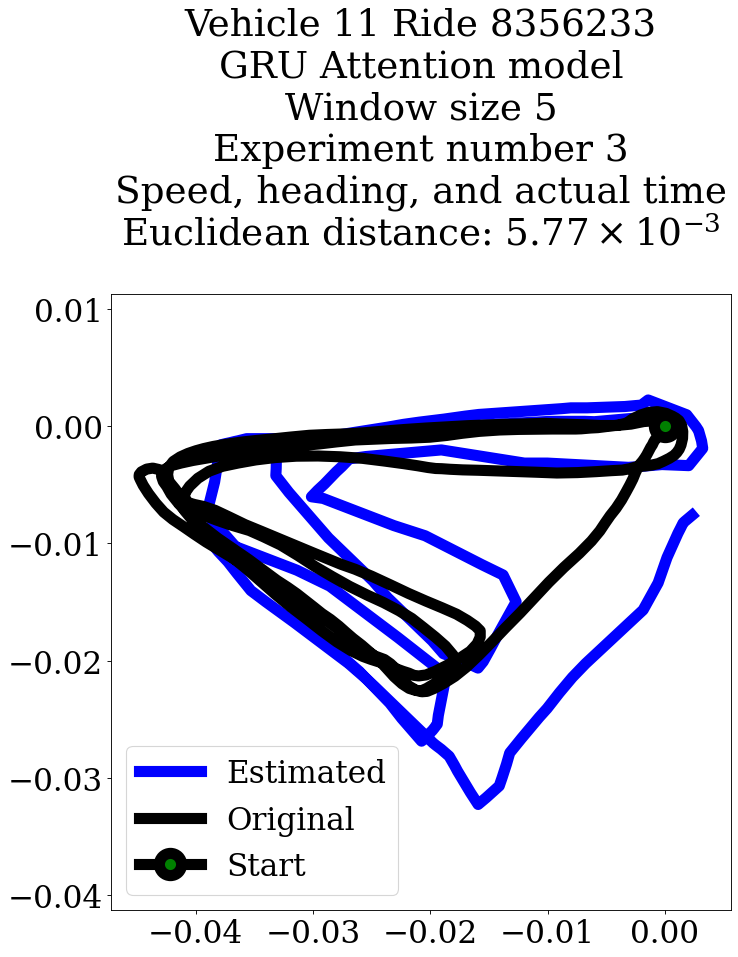 Vehicle 11 Ride 8356233
GRU Attention model
Window size 5
Experiment number 3
Speed, heading, and actual time
Euclidean distance: 5.77 × 10⁻³
0.01
0.00
−0.01
−0.02
−0.03
−0.04
Estimated
Original
Start
−0.04 −0.03 −0.02 −0.01 0.00